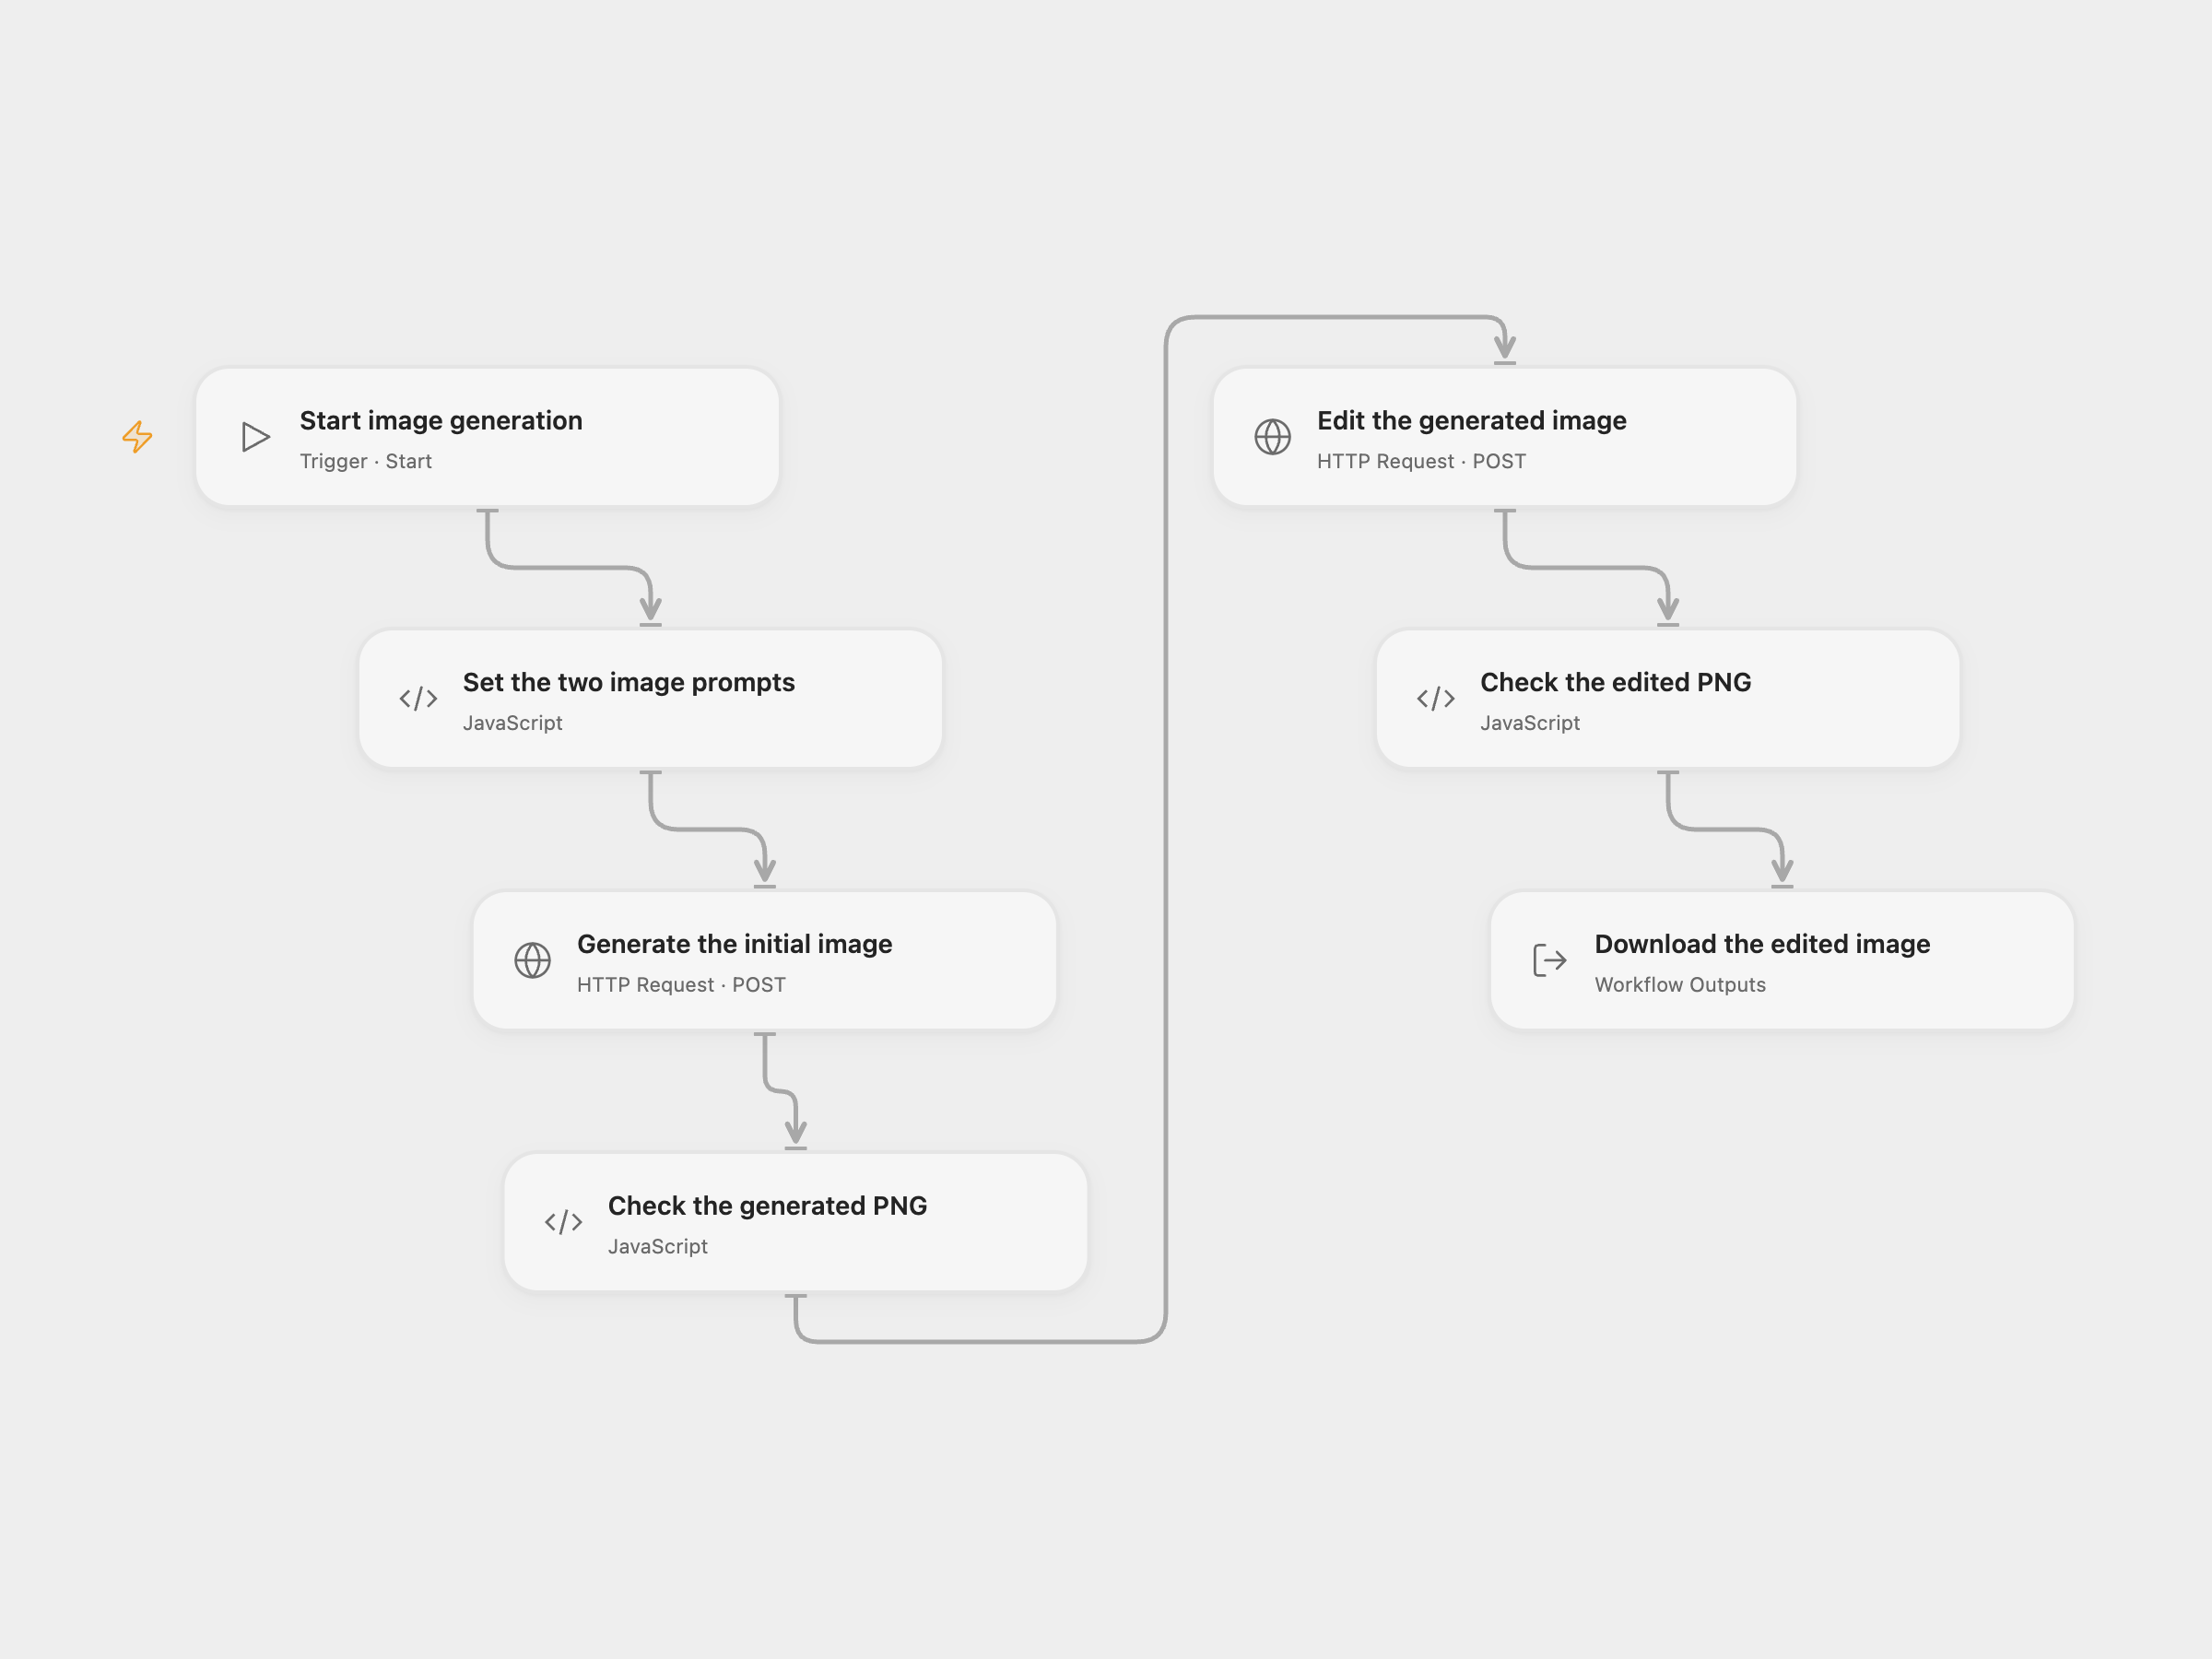 Start image generation
Trigger · Start
Set the two image prompts
JavaScript
Generate the initial image
HTTP Request · POST
Check the generated PNG
JavaScript
Edit the generated image
HTTP Request · POST
Check the edited PNG
JavaScript
Download the edited image
Workflow Outputs